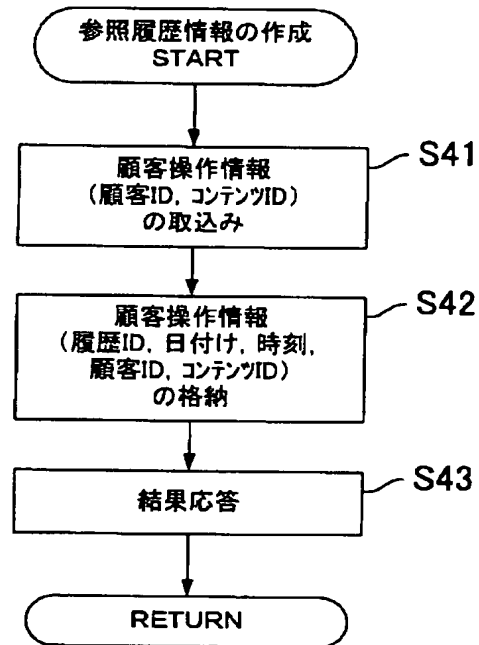 参照履歴情報の作成
START
顧客操作情報
(顧客ID, コンテンツID)
の取込み
S41
顧客操作情報
(履歴ID, 日付け, 時刻,
顧客ID, コンテンツID)
の格納
S42
結果応答
S43
RETURN